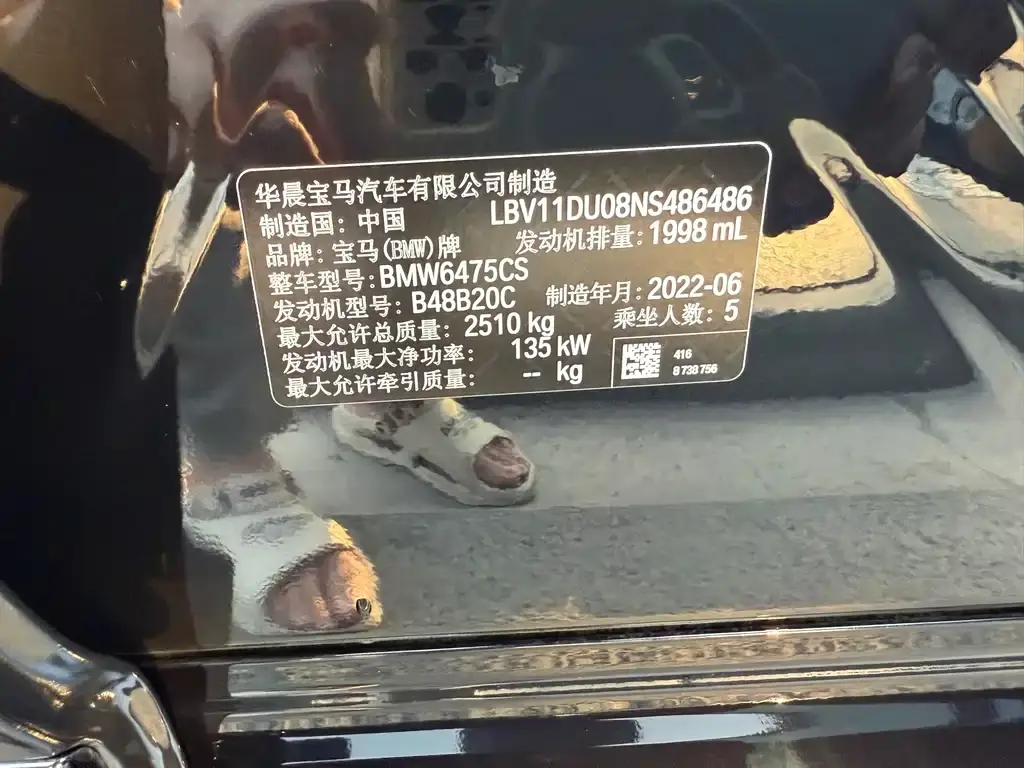 华晨宝马汽车有限公司制造
制造国: 中国 LBV11DU08NS486486
品牌: 宝马(BMW)牌 发动机排量: 1998 mL
整车型号: BMW6475CS
发动机型号: B48B20C 制造年月: 2022-06
最大允许总质量: 2510 kg 乘坐人数: 5
发动机最大净功率: 135 kW
最大允许牵引质量: -- kg
416
8 738 756